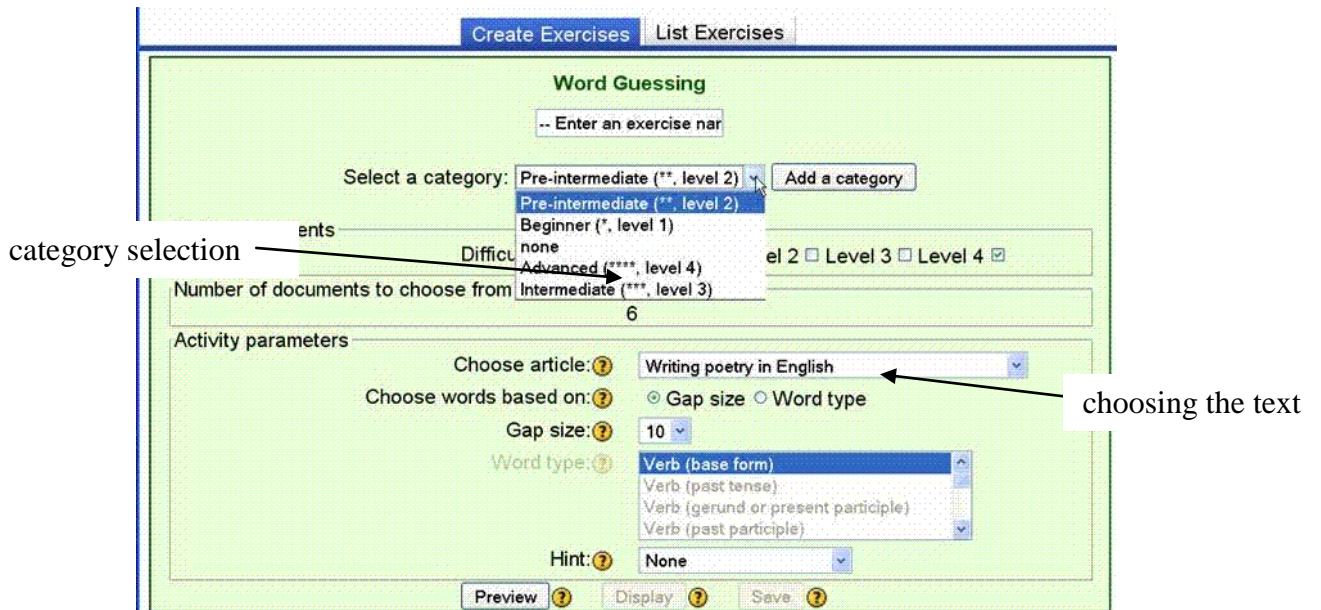 Create Exercises List Exercises
Word Guessing
-- Enter an exercise nar
Select a category: Pre-intermediate (**, level 2) Add a category
Pre-intermediate (**, level 2)
Beginner (*, level 1)
none
Advanced (****, level 4)
Intermediate (***, level 3)
ents
category selection
Difficu el 2 Level 3 Level 4
Number of documents to choose from
6
Activity parameters
Choose article: ? Writing poetry in English
choosing the text
Choose words based on: ? Gap size Word type
Gap size: ? 10
Word type: ? Verb (base form)
Verb (past tense)
Verb (gerund or present participle)
Verb (past participle)
Hint: ? None
Preview ? Display ? Save ?